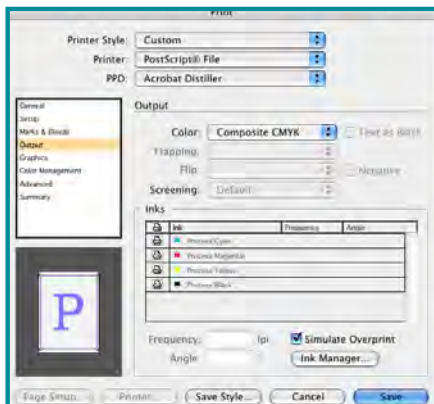 Print
Printer Style: Custom
Printer: PostScript® File
PPD: Acrobat Distiller
General
Setup
Marks & Bleeds
Output
Graphics
Color Management
Advanced
Summary
Output
Color: Composite CMYK Text as Black
Trapping:
Flip: Negative
Screening: Default
Inks
Ink Frequency Angle
Process Cyan
Process Magenta
Process Yellow
Process Black
Frequency: lpi Simulate Overprint
Angle: Ink Manager...
P
Page Setup... Printer... Save Style... Cancel Save